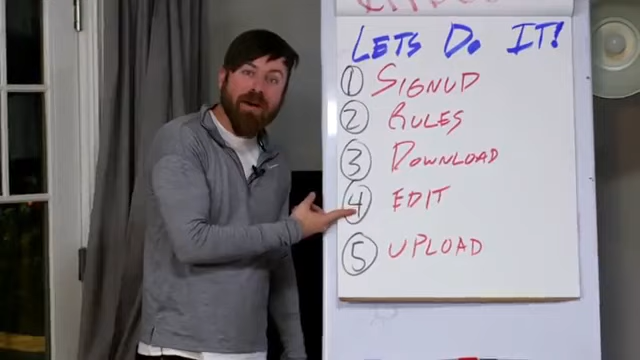 LETS DO IT!
1 SIGNUP
2 RULES
3 DOWNLOAD
4 EDIT
5 UPLOAD